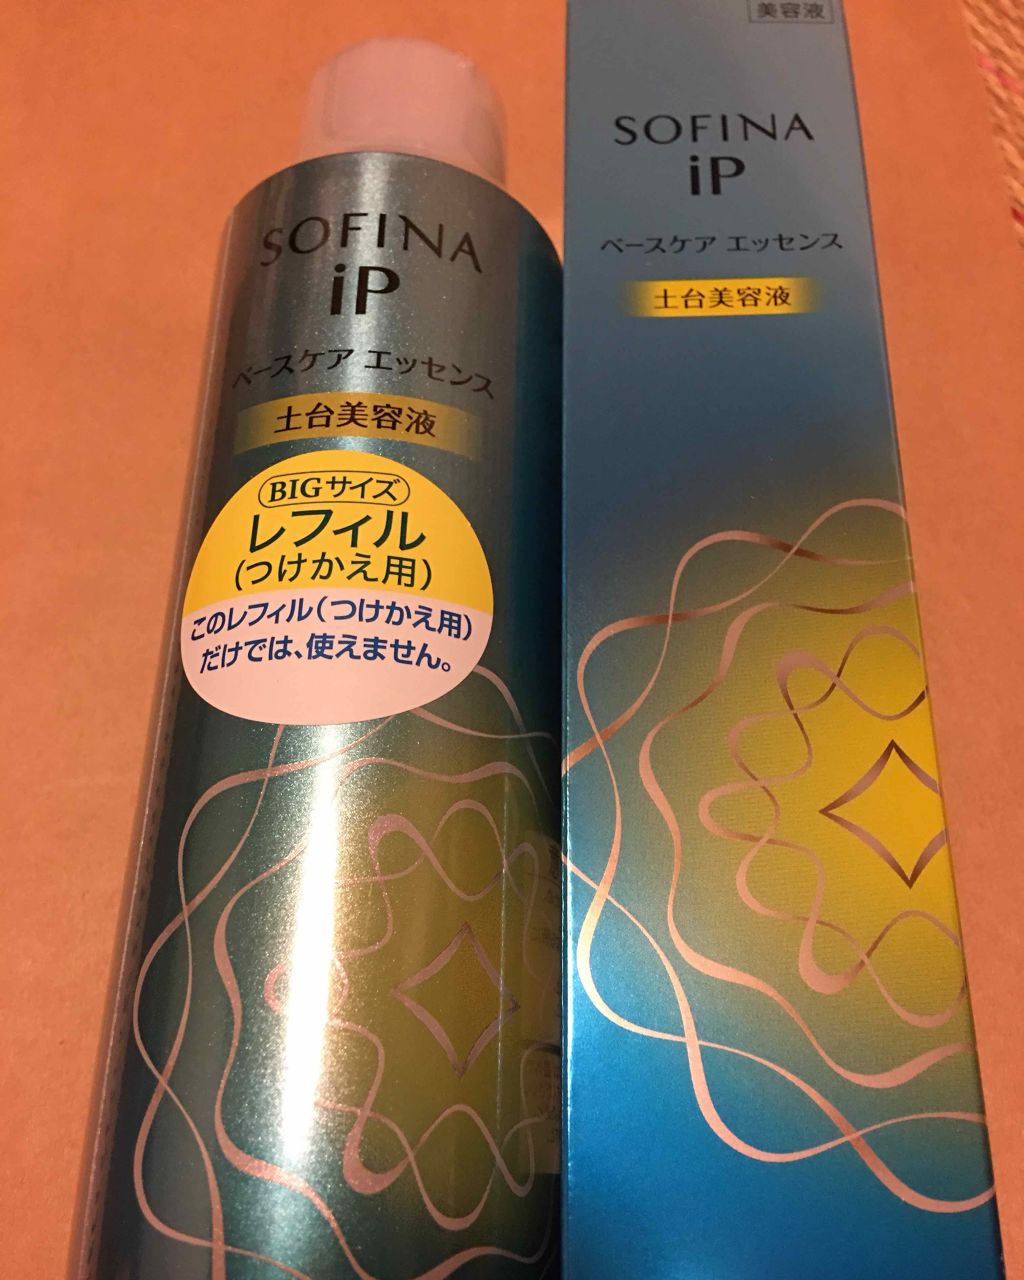 SOFINA
iP
ベースケア エッセンス
土台美容液
BIGサイズ
レフィル
(つけかえ用)
このレフィル(つけかえ用)
だけでは、使えません。
美容液
SOFINA
iP
ベースケア エッセンス
土台美容液